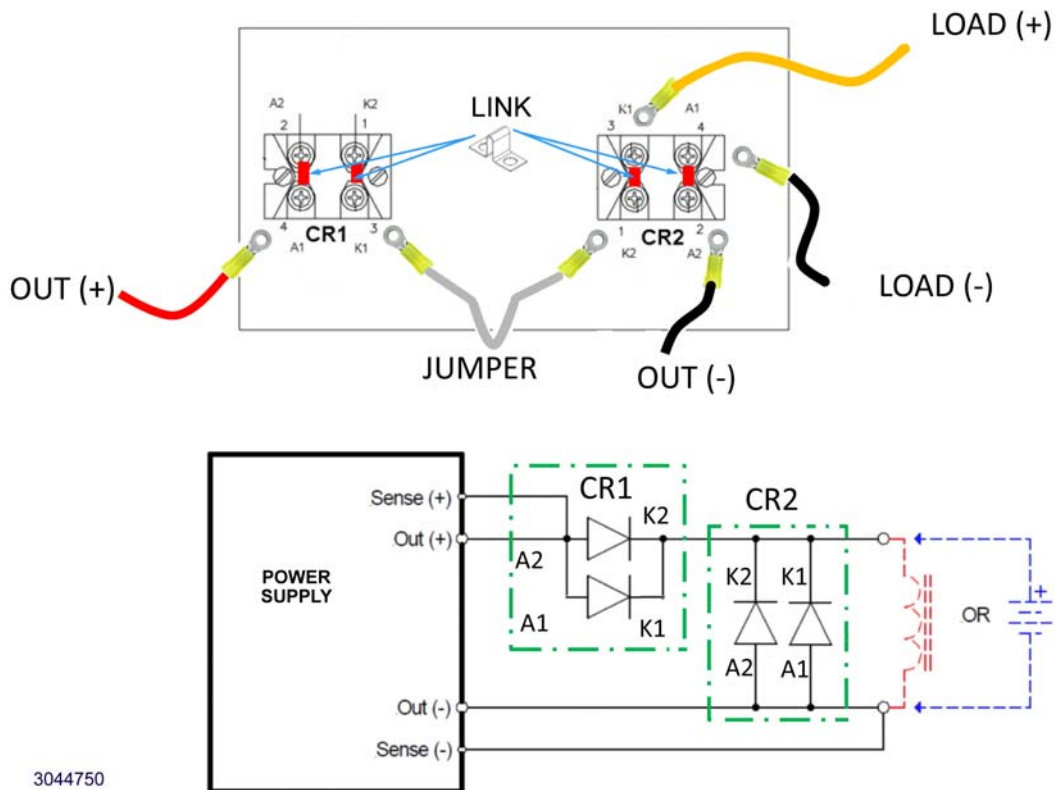 LOAD (+)
A2
K2
LINK
K1
A1
2
1
3
4
4
3
1
2
CR1
CR2
A1
K1
K2
A2
OUT (+)
LOAD (-)
JUMPER
OUT (-)
CR1
CR2
Sense (+)
K2
Out (+)
A2
K2
K1
+
POWER
SUPPLY
OR
A1
K1
A2
A1
Out (-)
Sense (-)
3044750